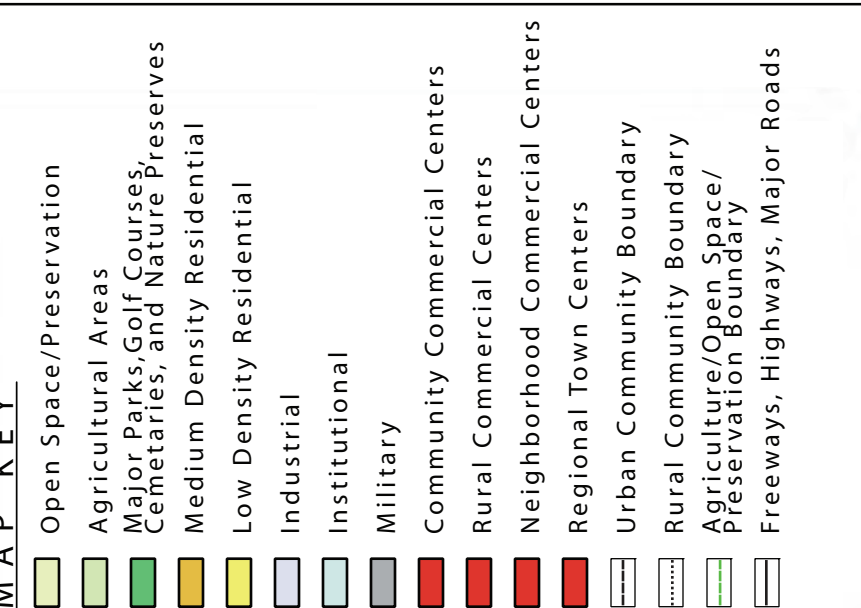 MAP KEY
Open Space/Preservation
Agricultural Areas
Major Parks,Golf Courses,
Cemetaries, and Nature Preserves
Medium Density Residential
Low Density Residential
Industrial
Institutional
Military
Community Commercial Centers
Rural Commercial Centers
Neighborhood Commercial Centers
Regional Town Centers
Urban Community Boundary
Rural Community Boundary
Agriculture/Open Space/
Preservation Boundary
Freeways, Highways, Major Roads